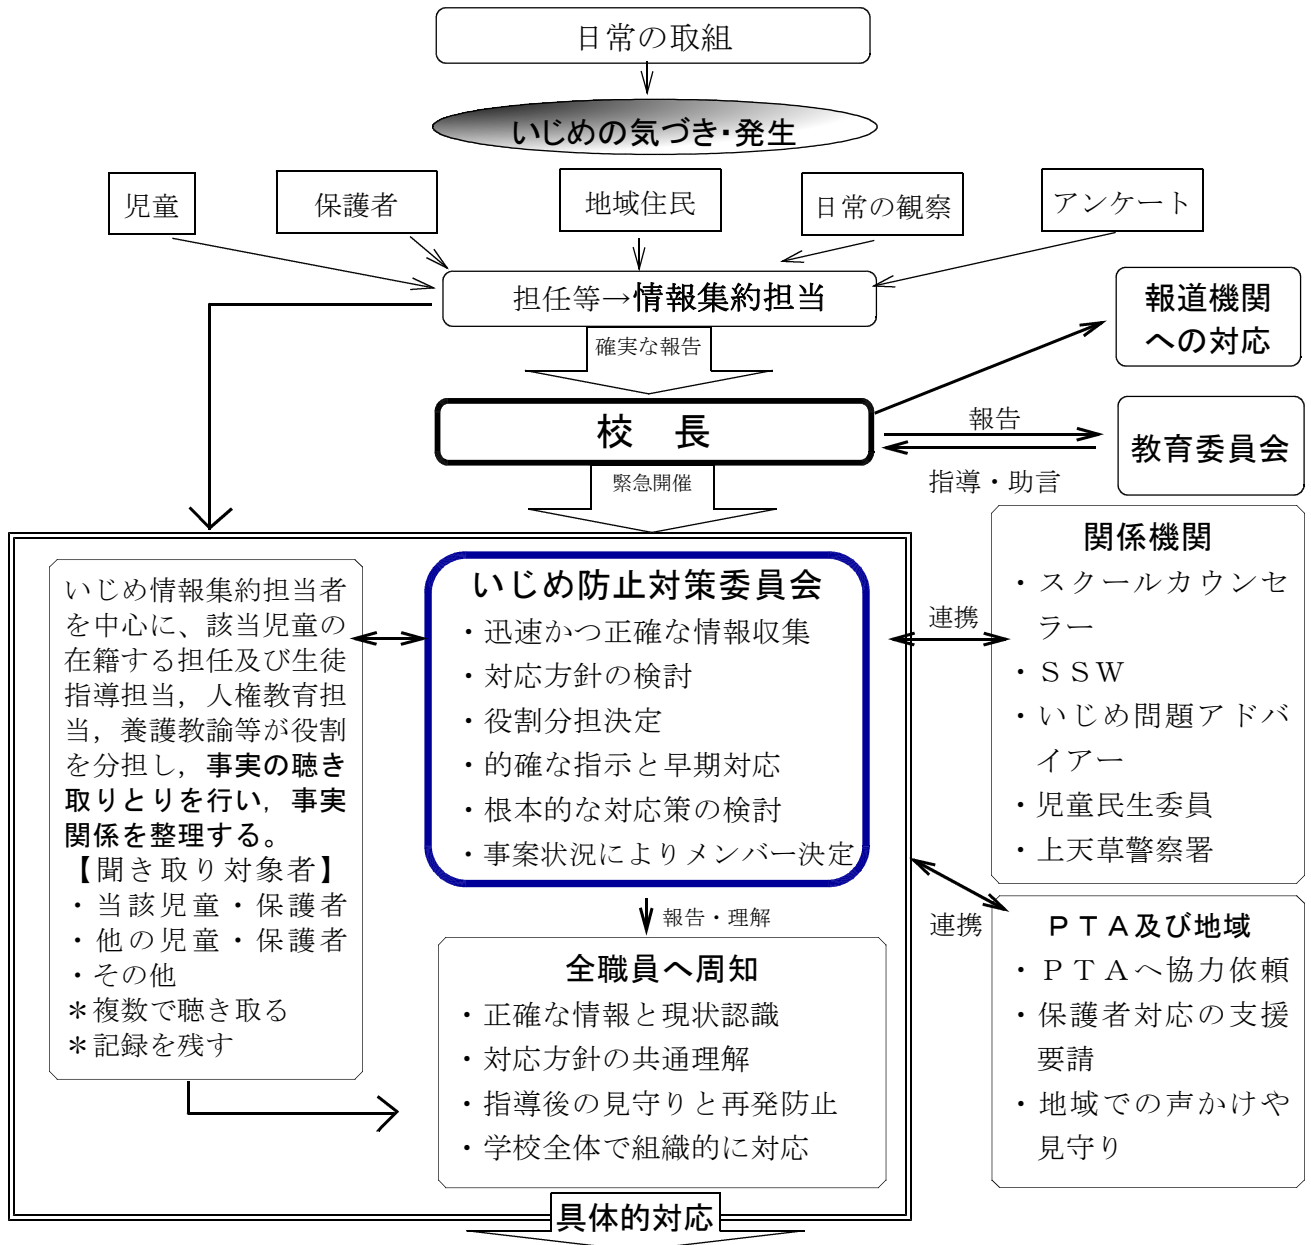 日常の取組
いじめの気づき・発生
児童
保護者
地域住民
日常の観察
アンケート
担任等→情報集約担当
報道機関
への対応
確実な報告
校　長
報告
指導・助言
教育委員会
緊急開催
いじめ情報集約担当者
を中心に、該当児童の
在籍する担任及び生徒
指導担当，人権教育担
当，養護教諭等が役割
を分担し，事実の聴き
取りとりを行い，事実
関係を整理する。
【聞き取り対象者】
・当該児童・保護者
・他の児童・保護者
・その他
＊複数で聴き取る
＊記録を残す
いじめ防止対策委員会
・迅速かつ正確な情報収集
・対応方針の検討
・役割分担決定
・的確な指示と早期対応
・根本的な対応策の検討
・事案状況によりメンバー決定
連携
関係機関
・スクールカウンセ
ラー
・ＳＳＷ
・いじめ問題アドバ
イアー
・児童民生委員
・上天草警察署
報告・理解
全職員へ周知
・正確な情報と現状認識
・対応方針の共通理解
・指導後の見守りと再発防止
・学校全体で組織的に対応
連携
ＰＴＡ及び地域
・ＰＴＡへ協力依頼
・保護者対応の支援
要請
・地域での声かけや
見守り
具体的対応